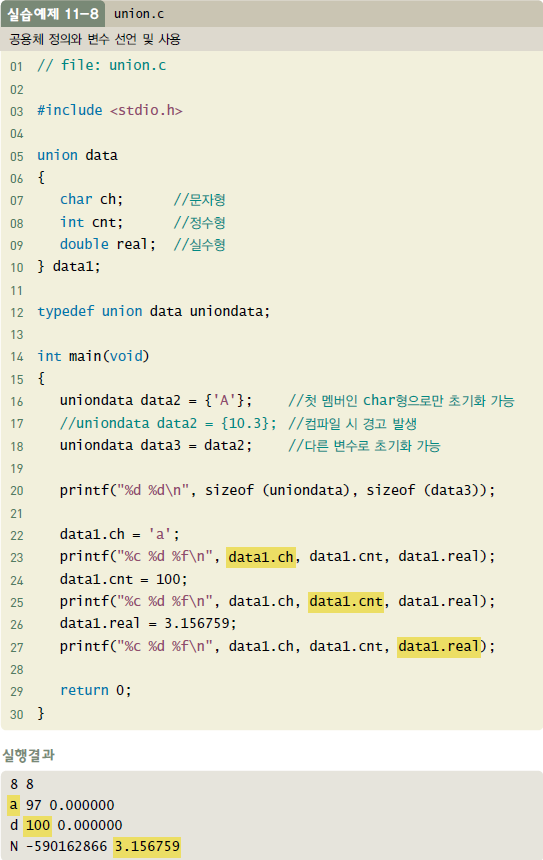 실습예제 11-8 union.c
공용체 정의와 변수 선언 및 사용
01 // file: union.c
02
03 #include <stdio.h>
04
05 union data
06 {
07 char ch; //문자형
08 int cnt; //정수형
09 double real; //실수형
10 } data1;
11
12 typedef union data uniondata;
13
14 int main(void)
15 {
16 uniondata data2 = {'A'}; //첫 멤버인 char형으로만 초기화 가능
17 //uniondata data2 = {10.3}; //컴파일 시 경고 발생
18 uniondata data3 = data2; //다른 변수로 초기화 가능
19
20 printf("%d %d\n", sizeof (uniondata), sizeof (data3));
21
22 data1.ch = 'a';
23 printf("%c %d %f\n", data1.ch, data1.cnt, data1.real);
24 data1.cnt = 100;
25 printf("%c %d %f\n", data1.ch, data1.cnt, data1.real);
26 data1.real = 3.156759;
27 printf("%c %d %f\n", data1.ch, data1.cnt, data1.real);
28
29 return 0;
30 }
실행결과
8 8
a 97 0.000000
d 100 0.000000
N -590162866 3.156759